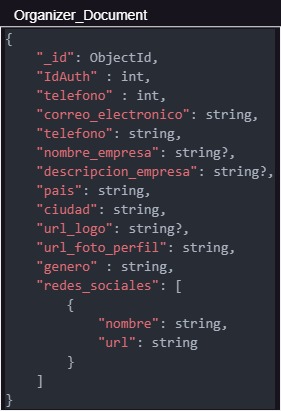 Organizer_Document
{
"_id": ObjectId,
"IdAuth" : int,
"telefono" : int,
"correo_electronico": string,
"telefono": string,
"nombre_empresa": string?,
"descripcion_empresa": string?,
"pais": string,
"ciudad": string,
"url_logo": string?,
"url_foto_perfil": string,
"genero" : string,
"redes_sociales": [
{
"nombre": string,
"url": string
}
]
}